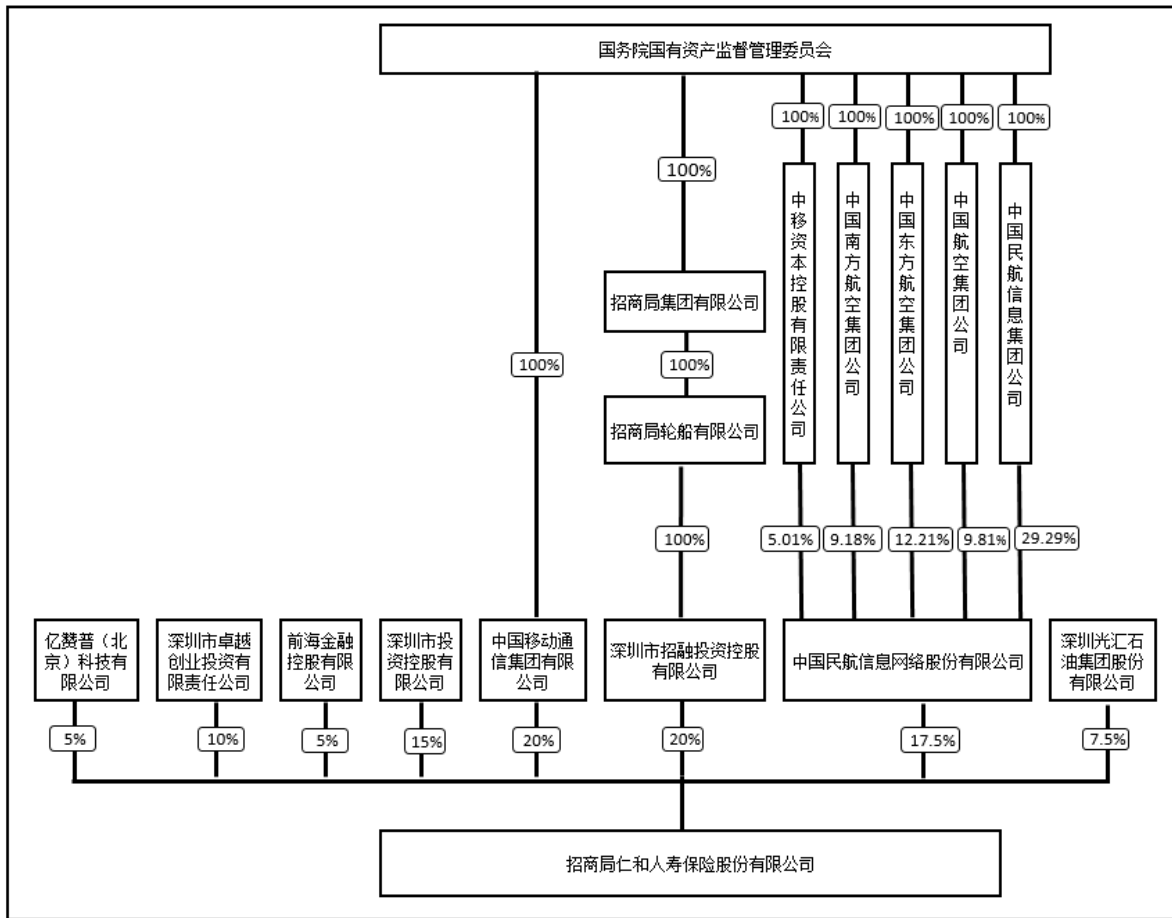 国务院国有资产监督管理委员会
100%
100%
100%
100%
100%
100%
中移资本控股有限责任公司
中国南方航空集团公司
中国东方航空集团公司
中国航空集团公司
中国民航信息集团公司
招商局集团有限公司
100%
100%
招商局轮船有限公司
100%
5.01%
9.18%
12.21%
9.81%
29.29%
亿赞普（北
京）科技有
限公司
深圳市卓越
创业投资有
限责任公司
前海金融
控股有限
公司
深圳市投
资控股有
限公司
中国移动通
信集团有限
公司
深圳市招融投资控股
有限公司
中国民航信息网络股份有限公司
深圳光汇石
油集团股份
有限公司
5%
10%
5%
15%
20%
20%
17.5%
7.5%
招商局仁和人寿保险股份有限公司